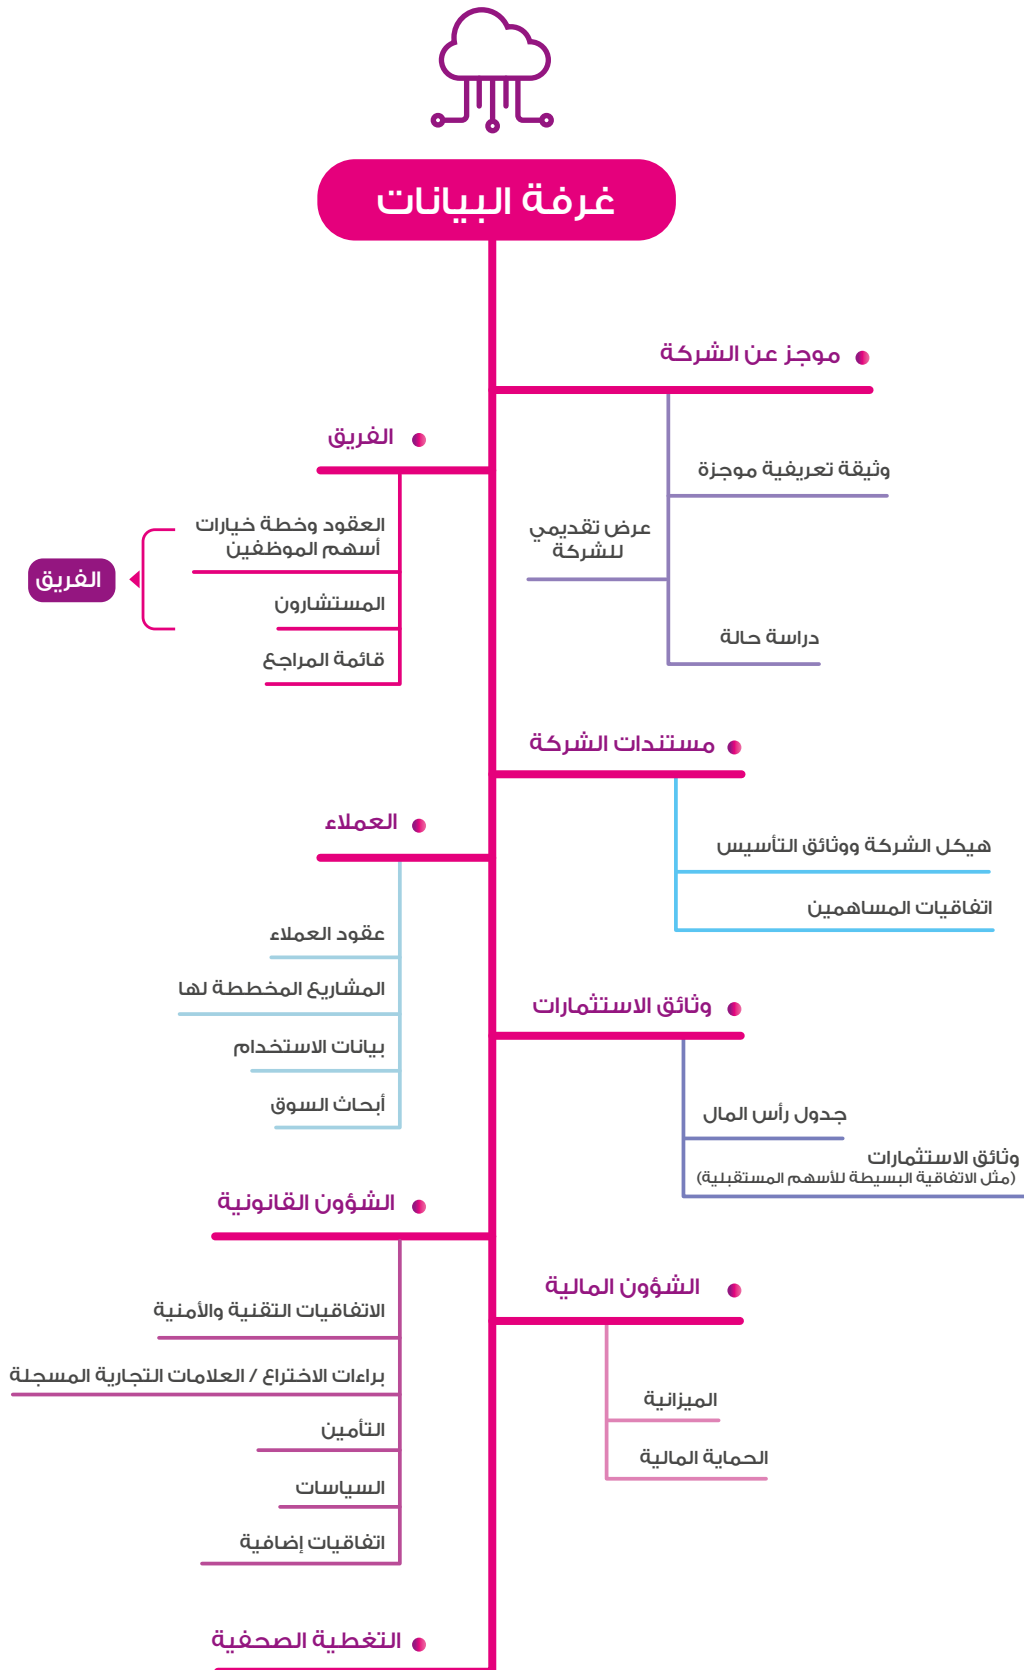 غرفة البيانات
موجز عن الشركة
وثيقة تعريفية موجزة
عرض تقديمي
للشركة
دراسة حالة
الفريق
العقود وخطة خيارات
أسهم الموظفين
المستشارون
قائمة المراجع
الفريق
مستندات الشركة
هيكل الشركة ووثائق التأسيس
اتفاقيات المساهمين
العملاء
عقود العملاء
المشاريع المخططة لها
بيانات الاستخدام
أبحاث السوق
وثائق الاستثمارات
جدول رأس المال
وثائق الاستثمارات
(مثل الاتفاقية البسيطة للأسهم المستقبلية)
الشؤون القانونية
الاتفاقيات التقنية والأمنية
براءات الاختراع / العلامات التجارية المسجلة
التأمين
السياسات
اتفاقيات إضافية
الشؤون المالية
الميزانية
الحماية المالية
التغطية الصحفية